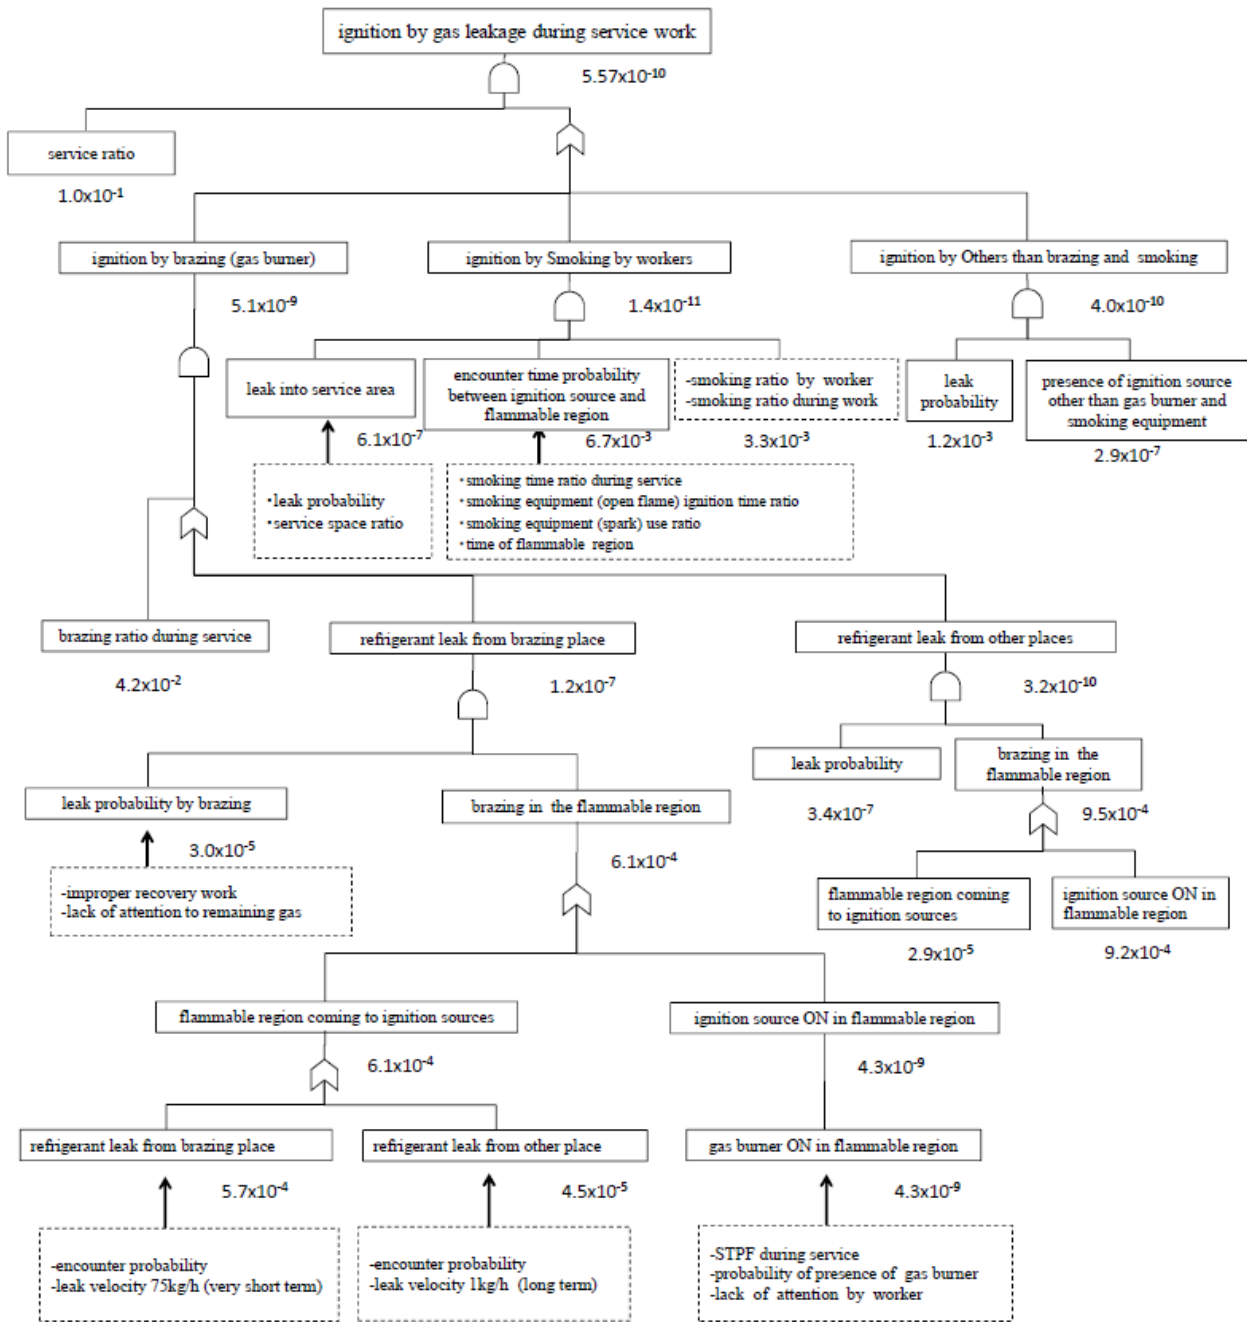 ignition by gas leakage during service work
5.57x10⁻¹⁰
service ratio
1.0x10⁻¹
ignition by brazing (gas burner)
5.1x10⁻⁹
ignition by Smoking by workers
1.4x10⁻¹¹
ignition by Others than brazing and smoking
4.0x10⁻¹⁰
leak into service area
6.1x10⁻⁷
encounter time probability
between ignition source and
flammable region
6.7x10⁻³
-smoking ratio by worker
-smoking ratio during work
3.3x10⁻³
leak
probability
1.2x10⁻³
presence of ignition source
other than gas burner and
smoking equipment
2.9x10⁻⁷
・leak probability
・service space ratio
・smoking time ratio during service
・smoking equipment (open flame) ignition time ratio
・smoking equipment (spark) use ratio
・time of flammable region
brazing ratio during service
4.2x10⁻²
refrigerant leak from brazing place
1.2x10⁻⁷
refrigerant leak from other places
3.2x10⁻¹⁰
leak probability by brazing
3.0x10⁻⁵
-improper recovery work
-lack of attention to remaining gas
brazing in the flammable region
6.1x10⁻⁴
leak probability
3.4x10⁻⁷
brazing in the
flammable region
9.5x10⁻⁴
flammable region coming
to ignition sources
2.9x10⁻⁵
ignition source ON in
flammable region
9.2x10⁻⁴
flammable region coming to ignition sources
6.1x10⁻⁴
ignition source ON in flammable region
4.3x10⁻⁹
refrigerant leak from brazing place
5.7x10⁻⁴
refrigerant leak from other place
4.5x10⁻⁵
gas burner ON in flammable region
4.3x10⁻⁹
-encounter probability
-leak velocity 75kg/h (very short term)
-encounter probability
-leak velocity 1kg/h (long term)
-STPF during service
-probability of presence of gas burner
-lack of attention by worker